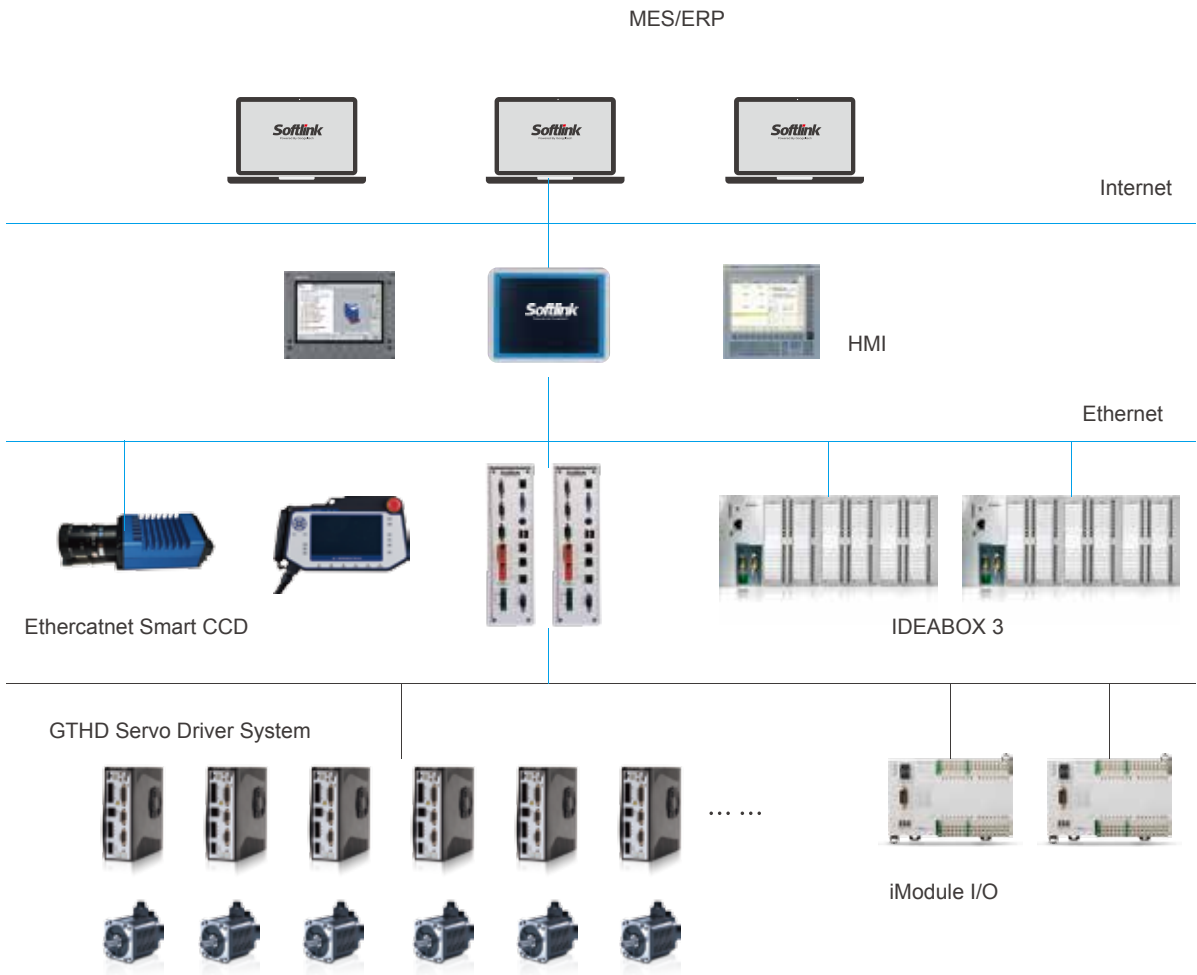 MES/ERP
Softlink
Softlink
Softlink
Internet
Softlink
HMI
Ethernet
Ethercatnet Smart CCD
IDEABOX 3
GTHD Servo Driver System
... ...
iModule I/O